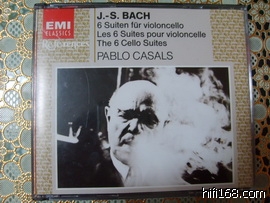 EMI
CLASSICS
References
J.-S. BACH
6 Suiten für violoncello
Les 6 Suites pour violoncelle
The 6 Cello Suites
PABLO CASALS
hifi168.com